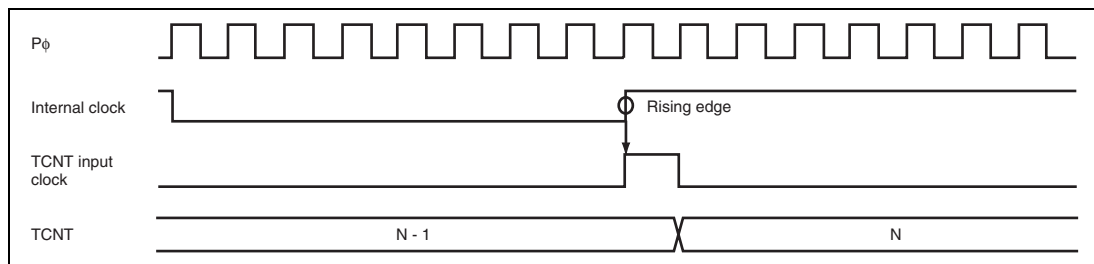 Pϕ
Internal clock
Rising edge
TCNT input
clock
TCNT
N - 1
N